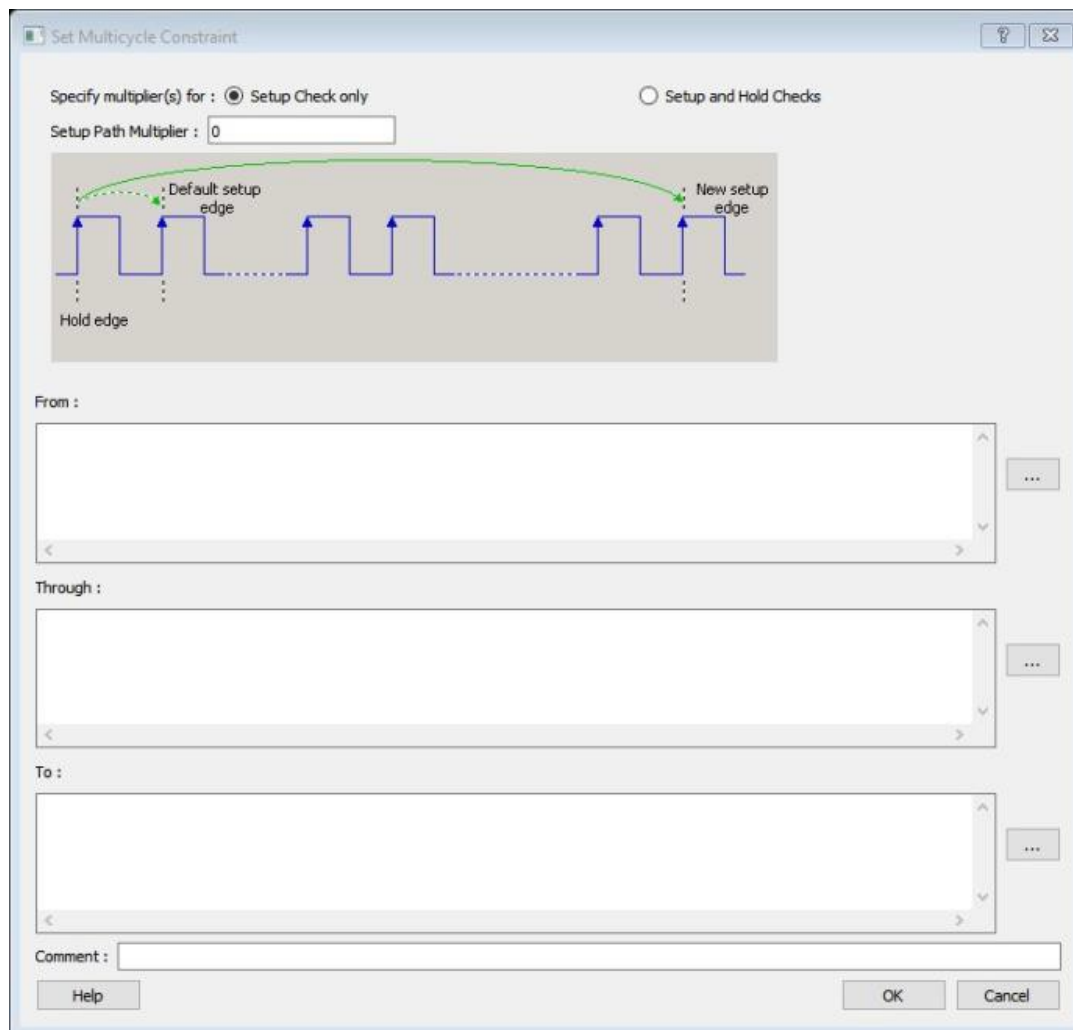 Set Multicycle Constraint
Specify multiplier(s) for : Setup Check only Setup and Hold Checks
Setup Path Multiplier : 0
Default setup
edge
New setup
edge
Hold edge
From :
...
Through :
...
To :
...
Comment :
Help OK Cancel